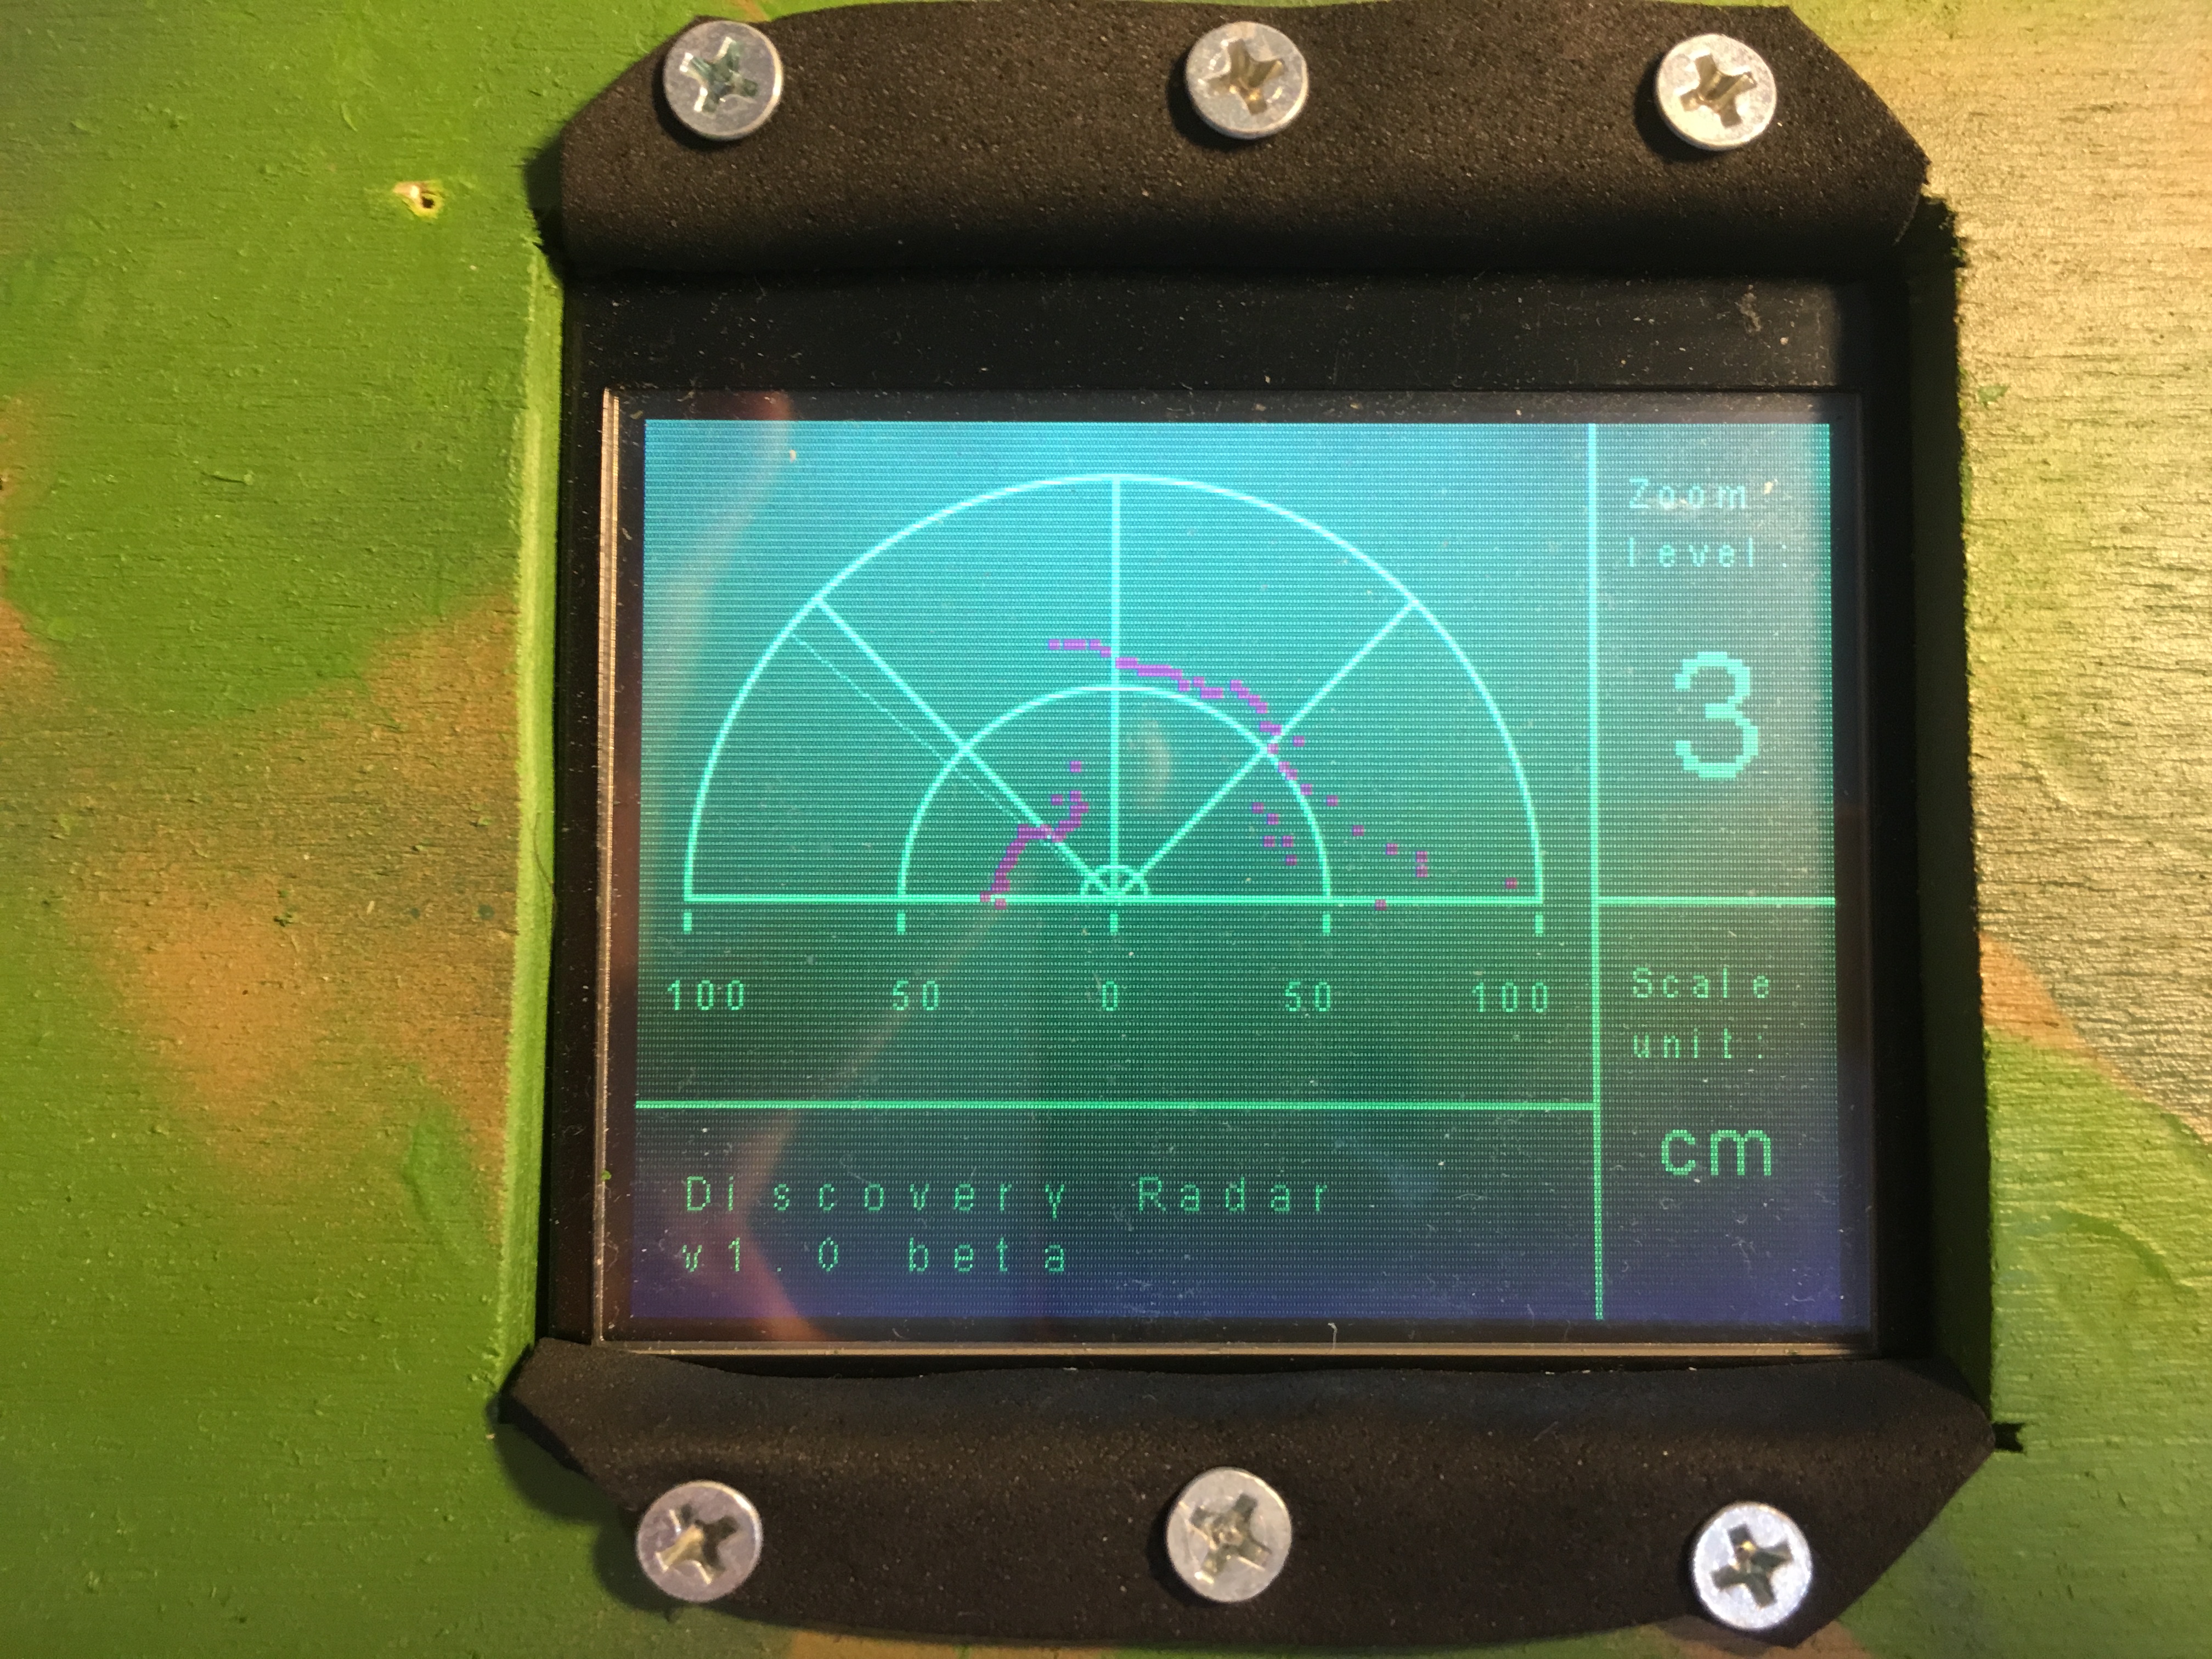 Zoom
level
3
100 50 0 50 100
Scale
unit:
cm
Discovery Radar
v1.0 beta